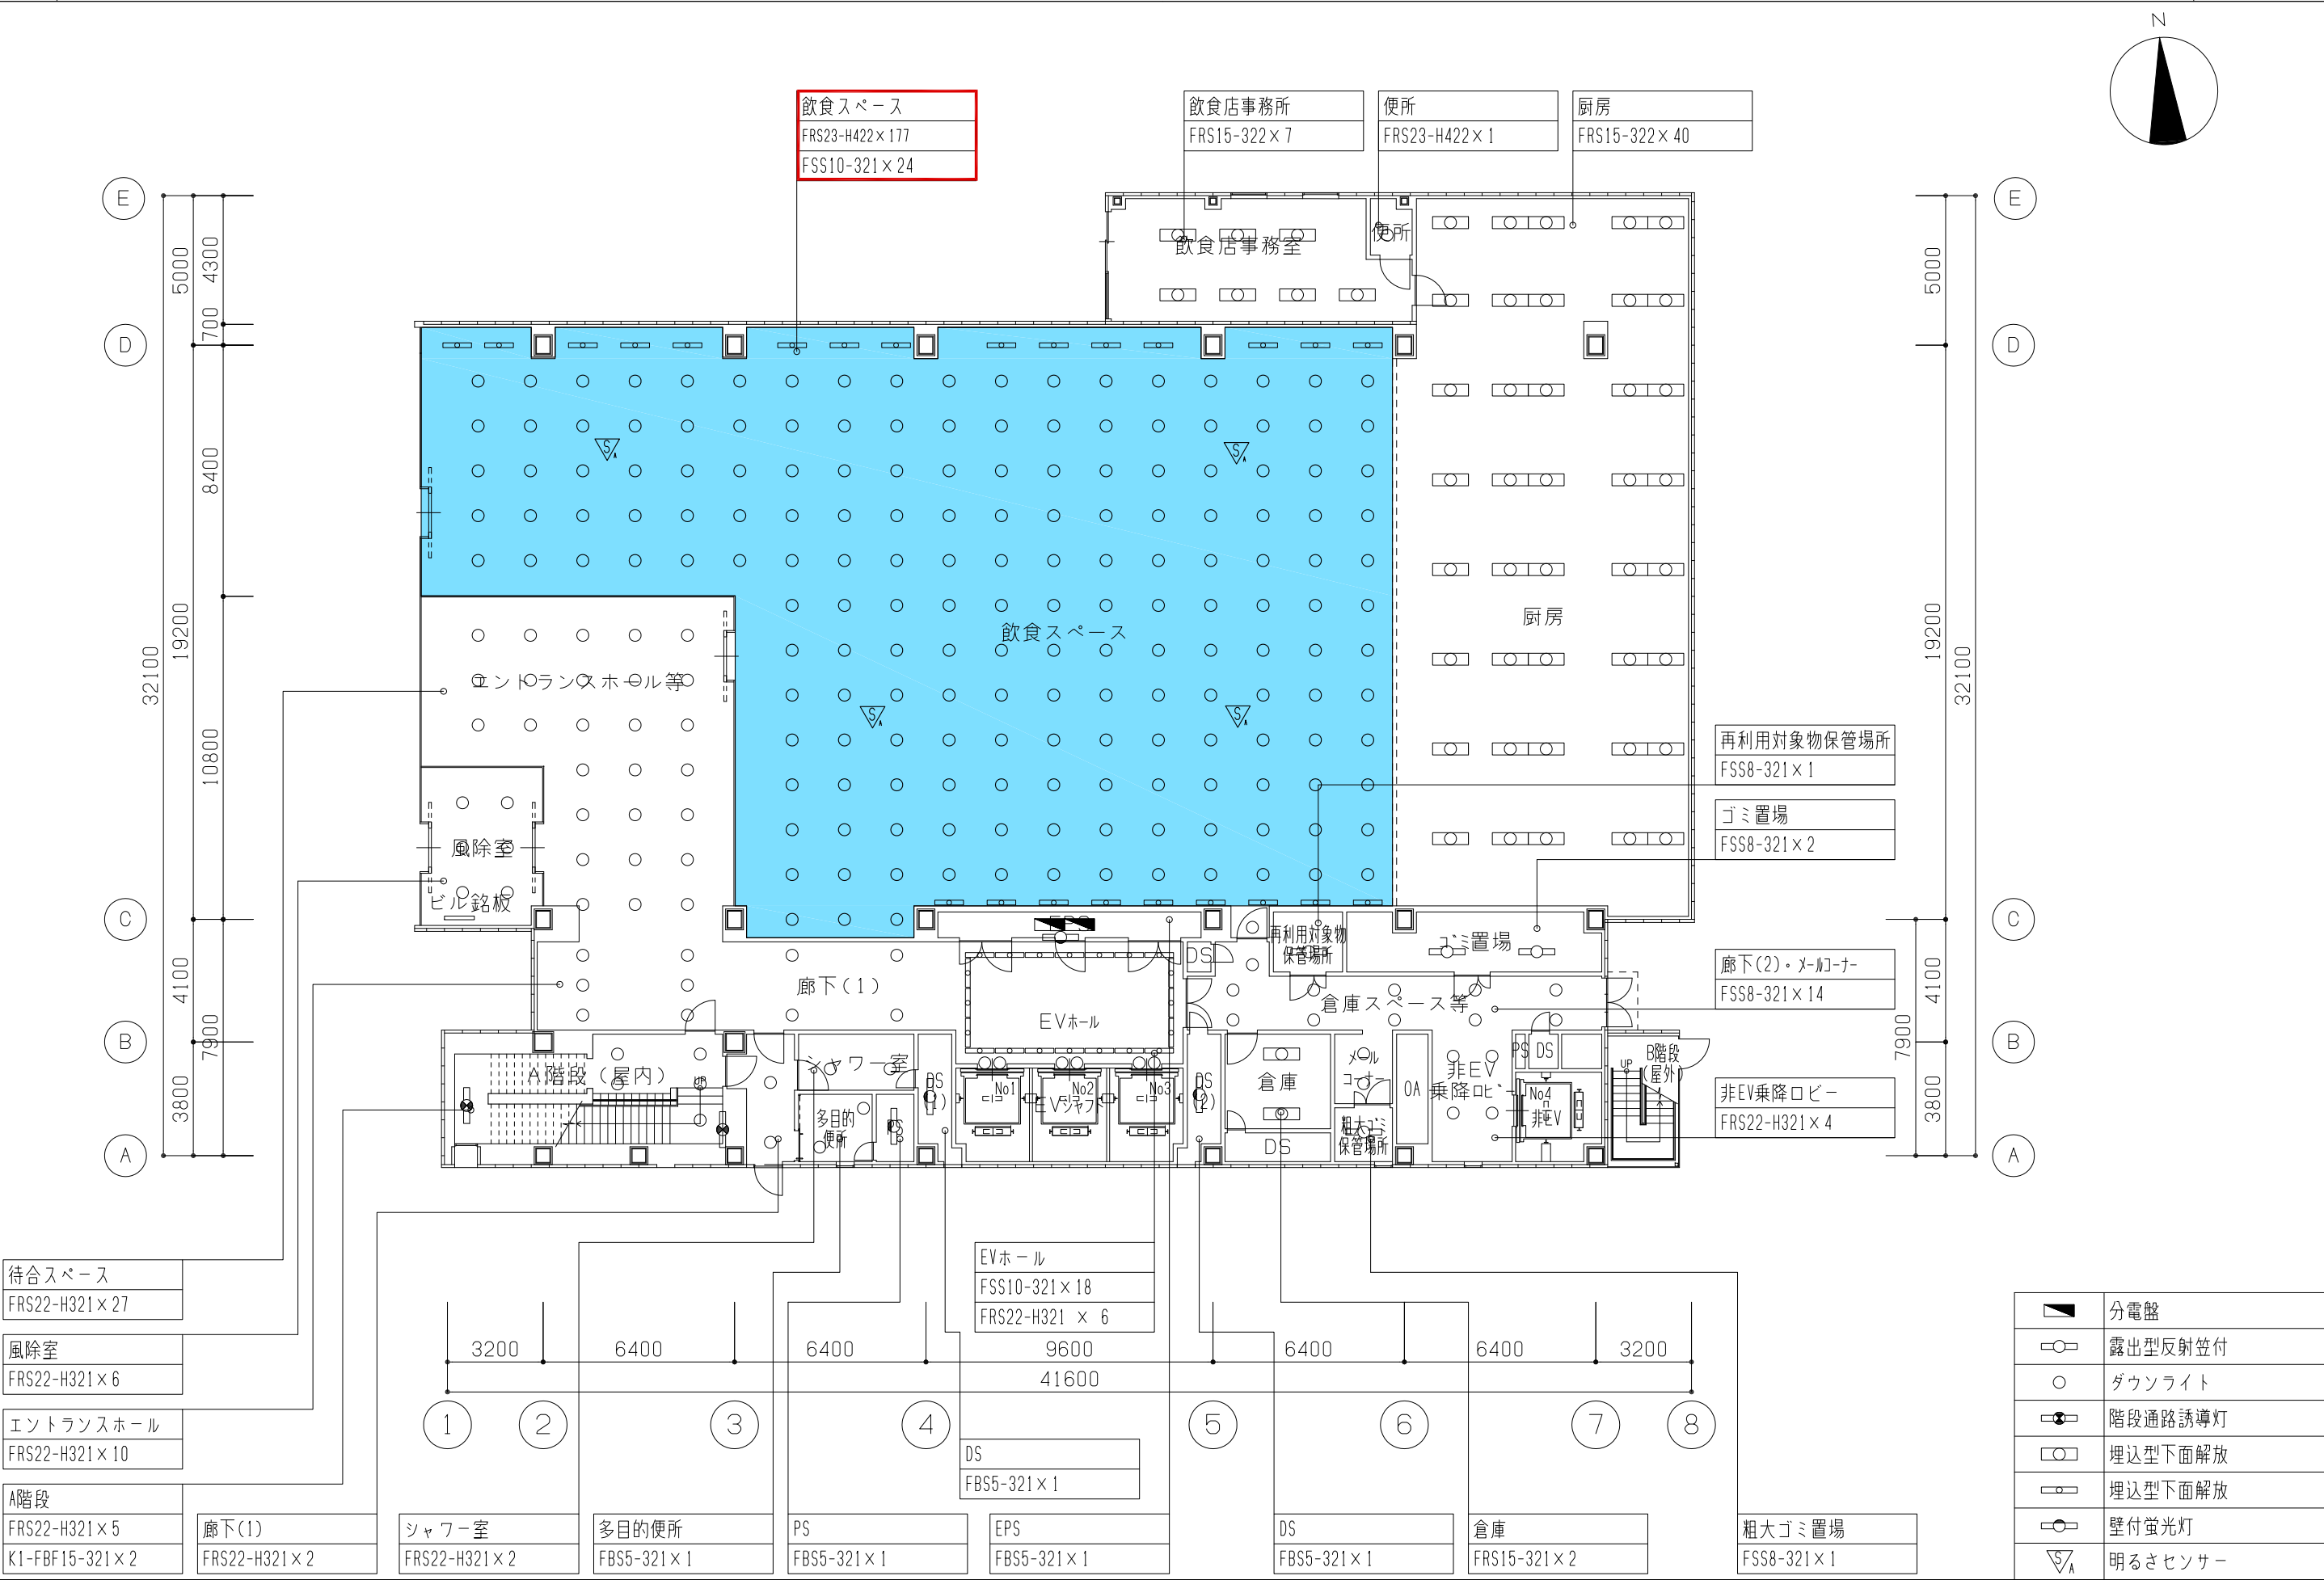 N
飲食スペース
FRS23-H422×177
FSS10-321×24
飲食店事務所
FRS15-322×7
便所
FRS23-H422×1
厨房
FRS15-322×40
E
E
5000
4300
700
5000
飲食店事務室
便所
D
D
8400
19200
32100
10800
19200
32100
S
A
S
A
飲食スペース
厨房
エントランスホール等
S
A
S
A
再利用対象物保管場所
FSS8-321×1
ゴミ置場
FSS8-321×2
風除室
ビル銘板
C
C
EPS
再利用対象物
保管場所
ゴミ置場
DS
廊下(1)
倉庫スペース等
EVホール
廊下(2)・メールコーナー
FSS8-321×14
4100
7900
3800
4100
7900
3800
B
B
A階段(屋内)
UP
シャワー室
多目的
便所
PS
DS
No1
No2
No3
EVシャフト
DS
倉庫
DS
メール
コーナー
粗大ゴミ
保管場所
OA
非EV
乗降ロビー
PS
DS
No4
非EV
B階段
(屋外)
UP
非EV乗降ロビー
FRS22-H321×4
A
A
待合スペース
FRS22-H321×27
風除室
FRS22-H321×6
エントランスホール
FRS22-H321×10
A階段
FRS22-H321×5
K1-FBF15-321×2
廊下(1)
FRS22-H321×2
シャワー室
FRS22-H321×2
多目的便所
FBS5-321×1
PS
FBS5-321×1
EVホール
FSS10-321×18
FRS22-H321 × 6
DS
FBS5-321×1
EPS
FBS5-321×1
DS
FBS5-321×1
倉庫
FRS15-321×2
粗大ゴミ置場
FSS8-321×1
3200
6400
6400
9600
6400
6400
3200
41600
1
2
3
4
5
6
7
8
分電盤
露出型反射笠付
ダウンライト
階段通路誘導灯
埋込型下面解放
埋込型下面解放
壁付蛍光灯
S
A
明るさセンサー